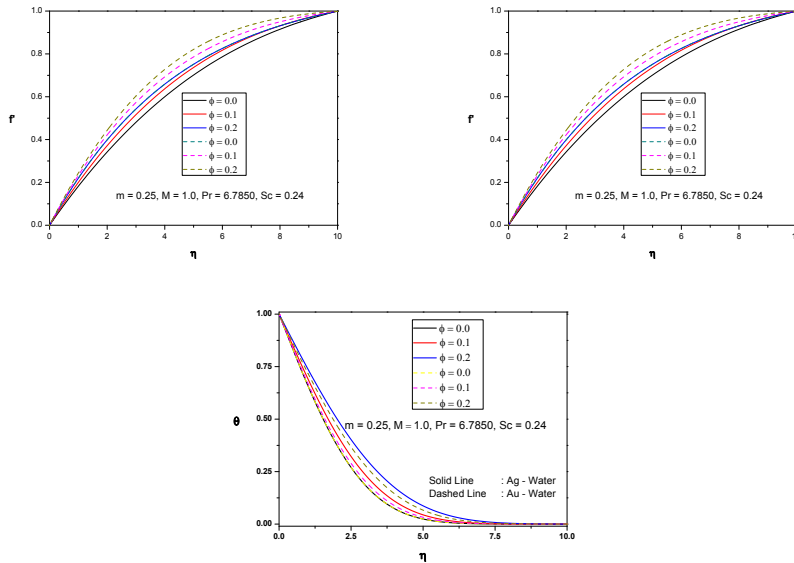 1.0
0.8
0.6
0.4
0.2
0.0
f'
ϕ = 0.0
ϕ = 0.1
ϕ = 0.2
ϕ = 0.0
ϕ = 0.1
ϕ = 0.2
m = 0.25, M = 1.0, Pr = 6.7850, Sc = 0.24
0 2 4 6 8 10
η
1.0
0.8
0.6
0.4
0.2
0.0
f'
ϕ = 0.0
ϕ = 0.1
ϕ = 0.2
ϕ = 0.0
ϕ = 0.1
ϕ = 0.2
m = 0.25, M = 1.0, Pr = 6.7850, Sc = 0.24
0 2 4 6 8 10
η
1.00
0.75
0.50
0.25
0.00
θ
ϕ = 0.0
ϕ = 0.1
ϕ = 0.2
ϕ = 0.0
ϕ = 0.1
ϕ = 0.2
m = 0.25, M = 1.0, Pr = 6.7850, Sc = 0.24
Solid Line : Ag - Water
Dashed Line : Au - Water
0.0 2.5 5.0 7.5 10.0
η